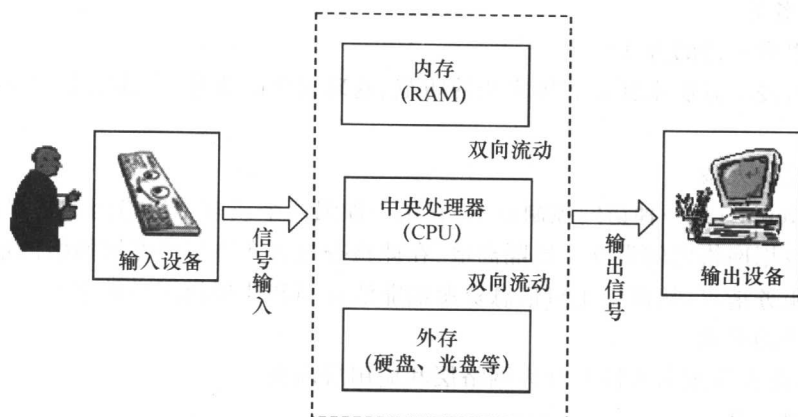 内存
(RAM)
双向流动
输入设备
信号输入
中央处理器
(CPU)
输出信号
输出设备
双向流动
外存
(硬盘、光盘等)